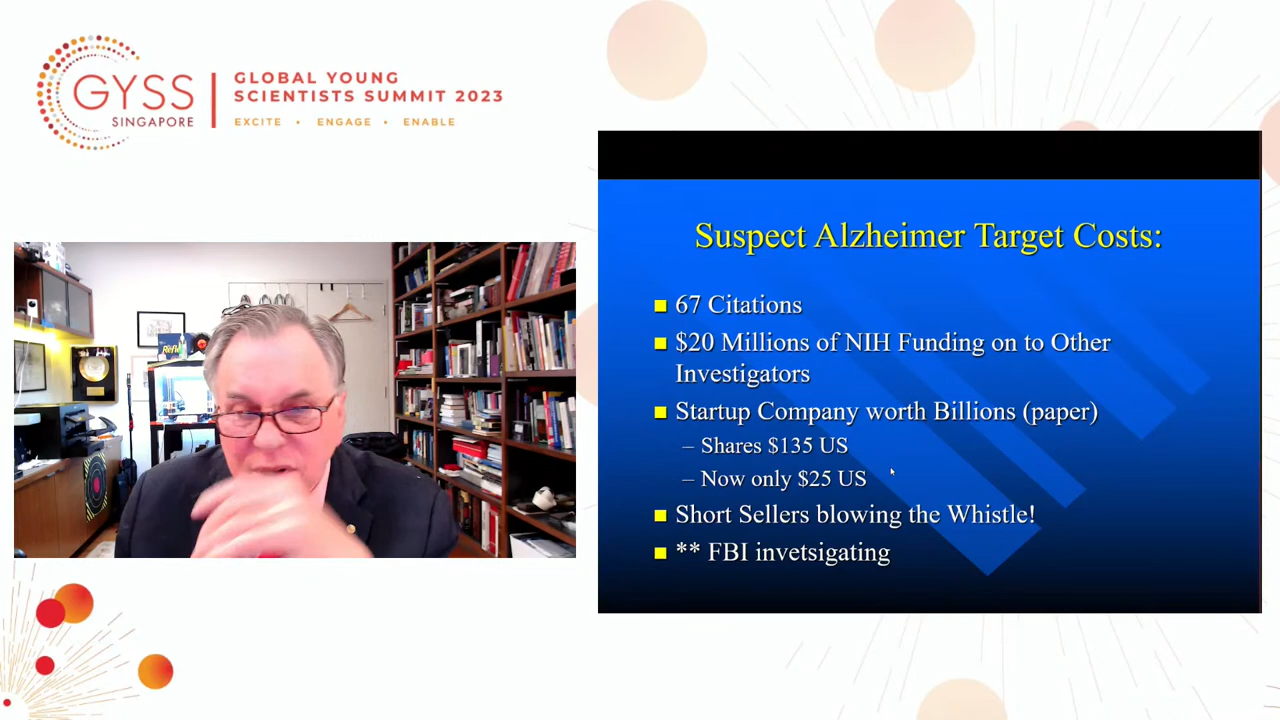 GYSS
SINGAPORE
GLOBAL YOUNG
SCIENTISTS SUMMIT 2023
EXCITE • ENGAGE • ENABLE
Suspect Alzheimer Target Costs:
67 Citations
$20 Millions of NIH Funding on to Other
Investigators
Startup Company worth Billions (paper)
– Shares $135 US
– Now only $25 US
Short Sellers blowing the Whistle!
** FBI invetsigating